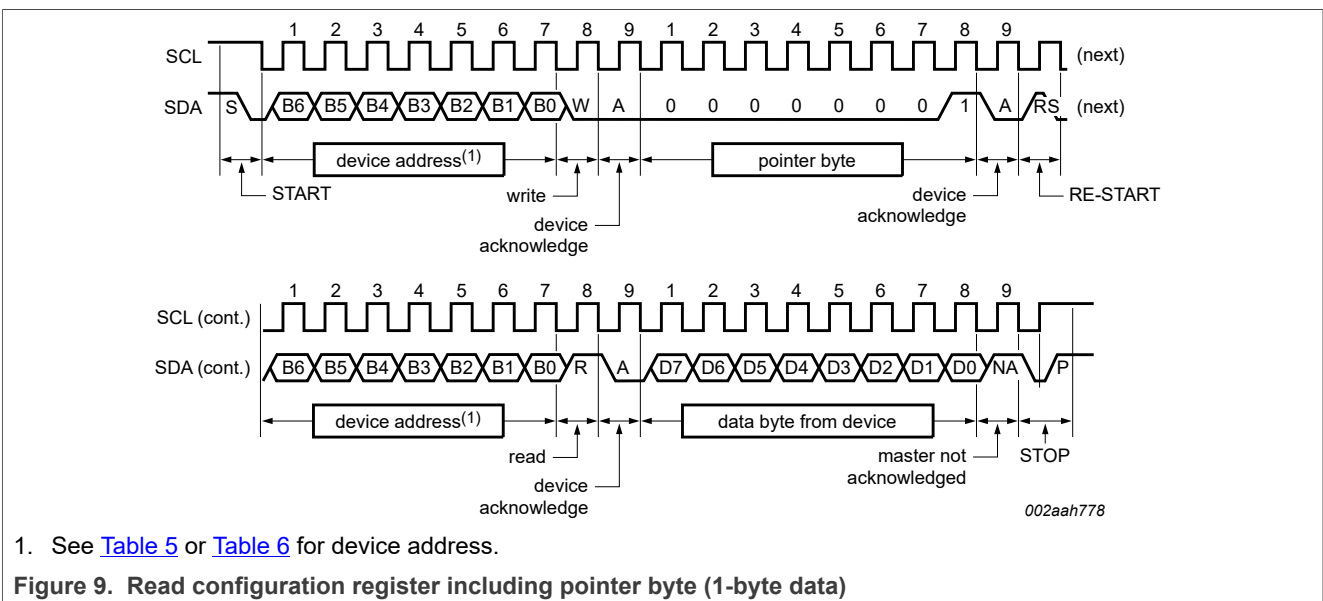 1 2 3 4 5 6 7 8 9 1 2 3 4 5 6 7 8 9
SCL (next)
SDA S B6 B5 B4 B3 B2 B1 B0 W A 0 0 0 0 0 0 0 1 A RS (next)
device address(1) pointer byte
START write device RE-START
acknowledge
device
acknowledge
1 2 3 4 5 6 7 8 9 1 2 3 4 5 6 7 8 9
SCL (cont.)
SDA (cont.) B6 B5 B4 B3 B2 B1 B0 R A D7 D6 D5 D4 D3 D2 D1 D0 NA P
device address(1) data byte from device
read master not STOP
acknowledged
device
acknowledge
002aah778
1. See Table 5 or Table 6 for device address.
Figure 9. Read configuration register including pointer byte (1-byte data)